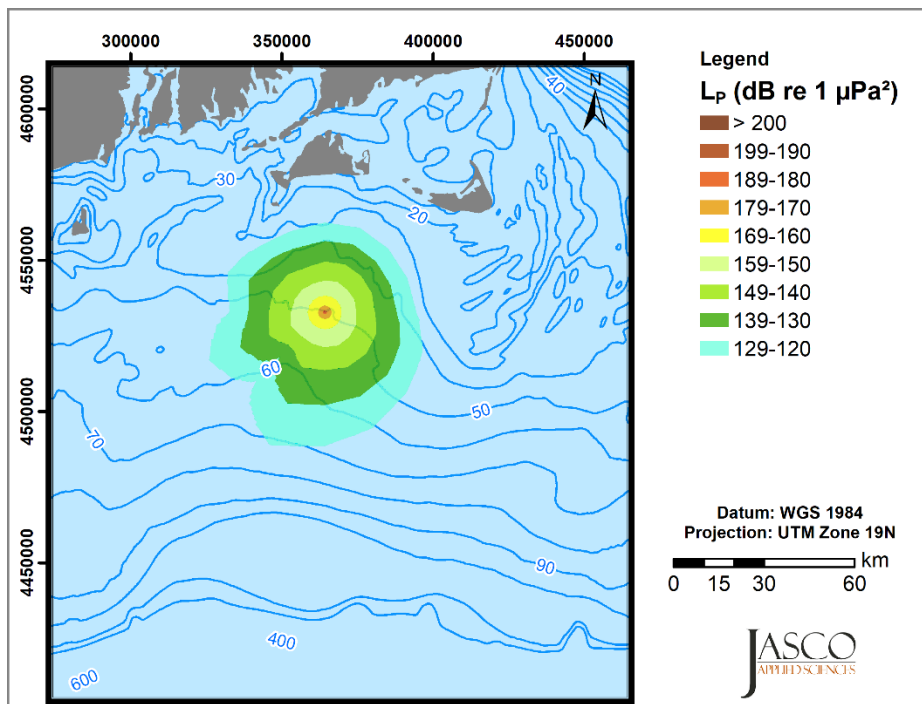 300000 350000 400000 450000
4600000
4550000
4500000
4450000
N
40
30
20
60
50
70
90
400
600
Legend
LP (dB re 1 µPa²)
> 200
199-190
189-180
179-170
169-160
159-150
149-140
139-130
129-120
Datum: WGS 1984
Projection: UTM Zone 19N
km
0 15 30 60
JASCO
APPLIED SCIENCES